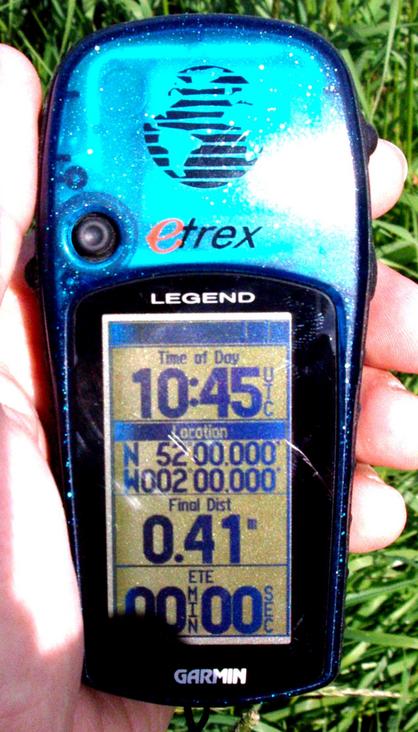 etrex
LEGEND
Time of Day
10:45 UTC
Location
N 52°00.000'
W002°00.000'
Final Dist
0.41 m
ETE
00 MIN 00 SEC
GARMIN